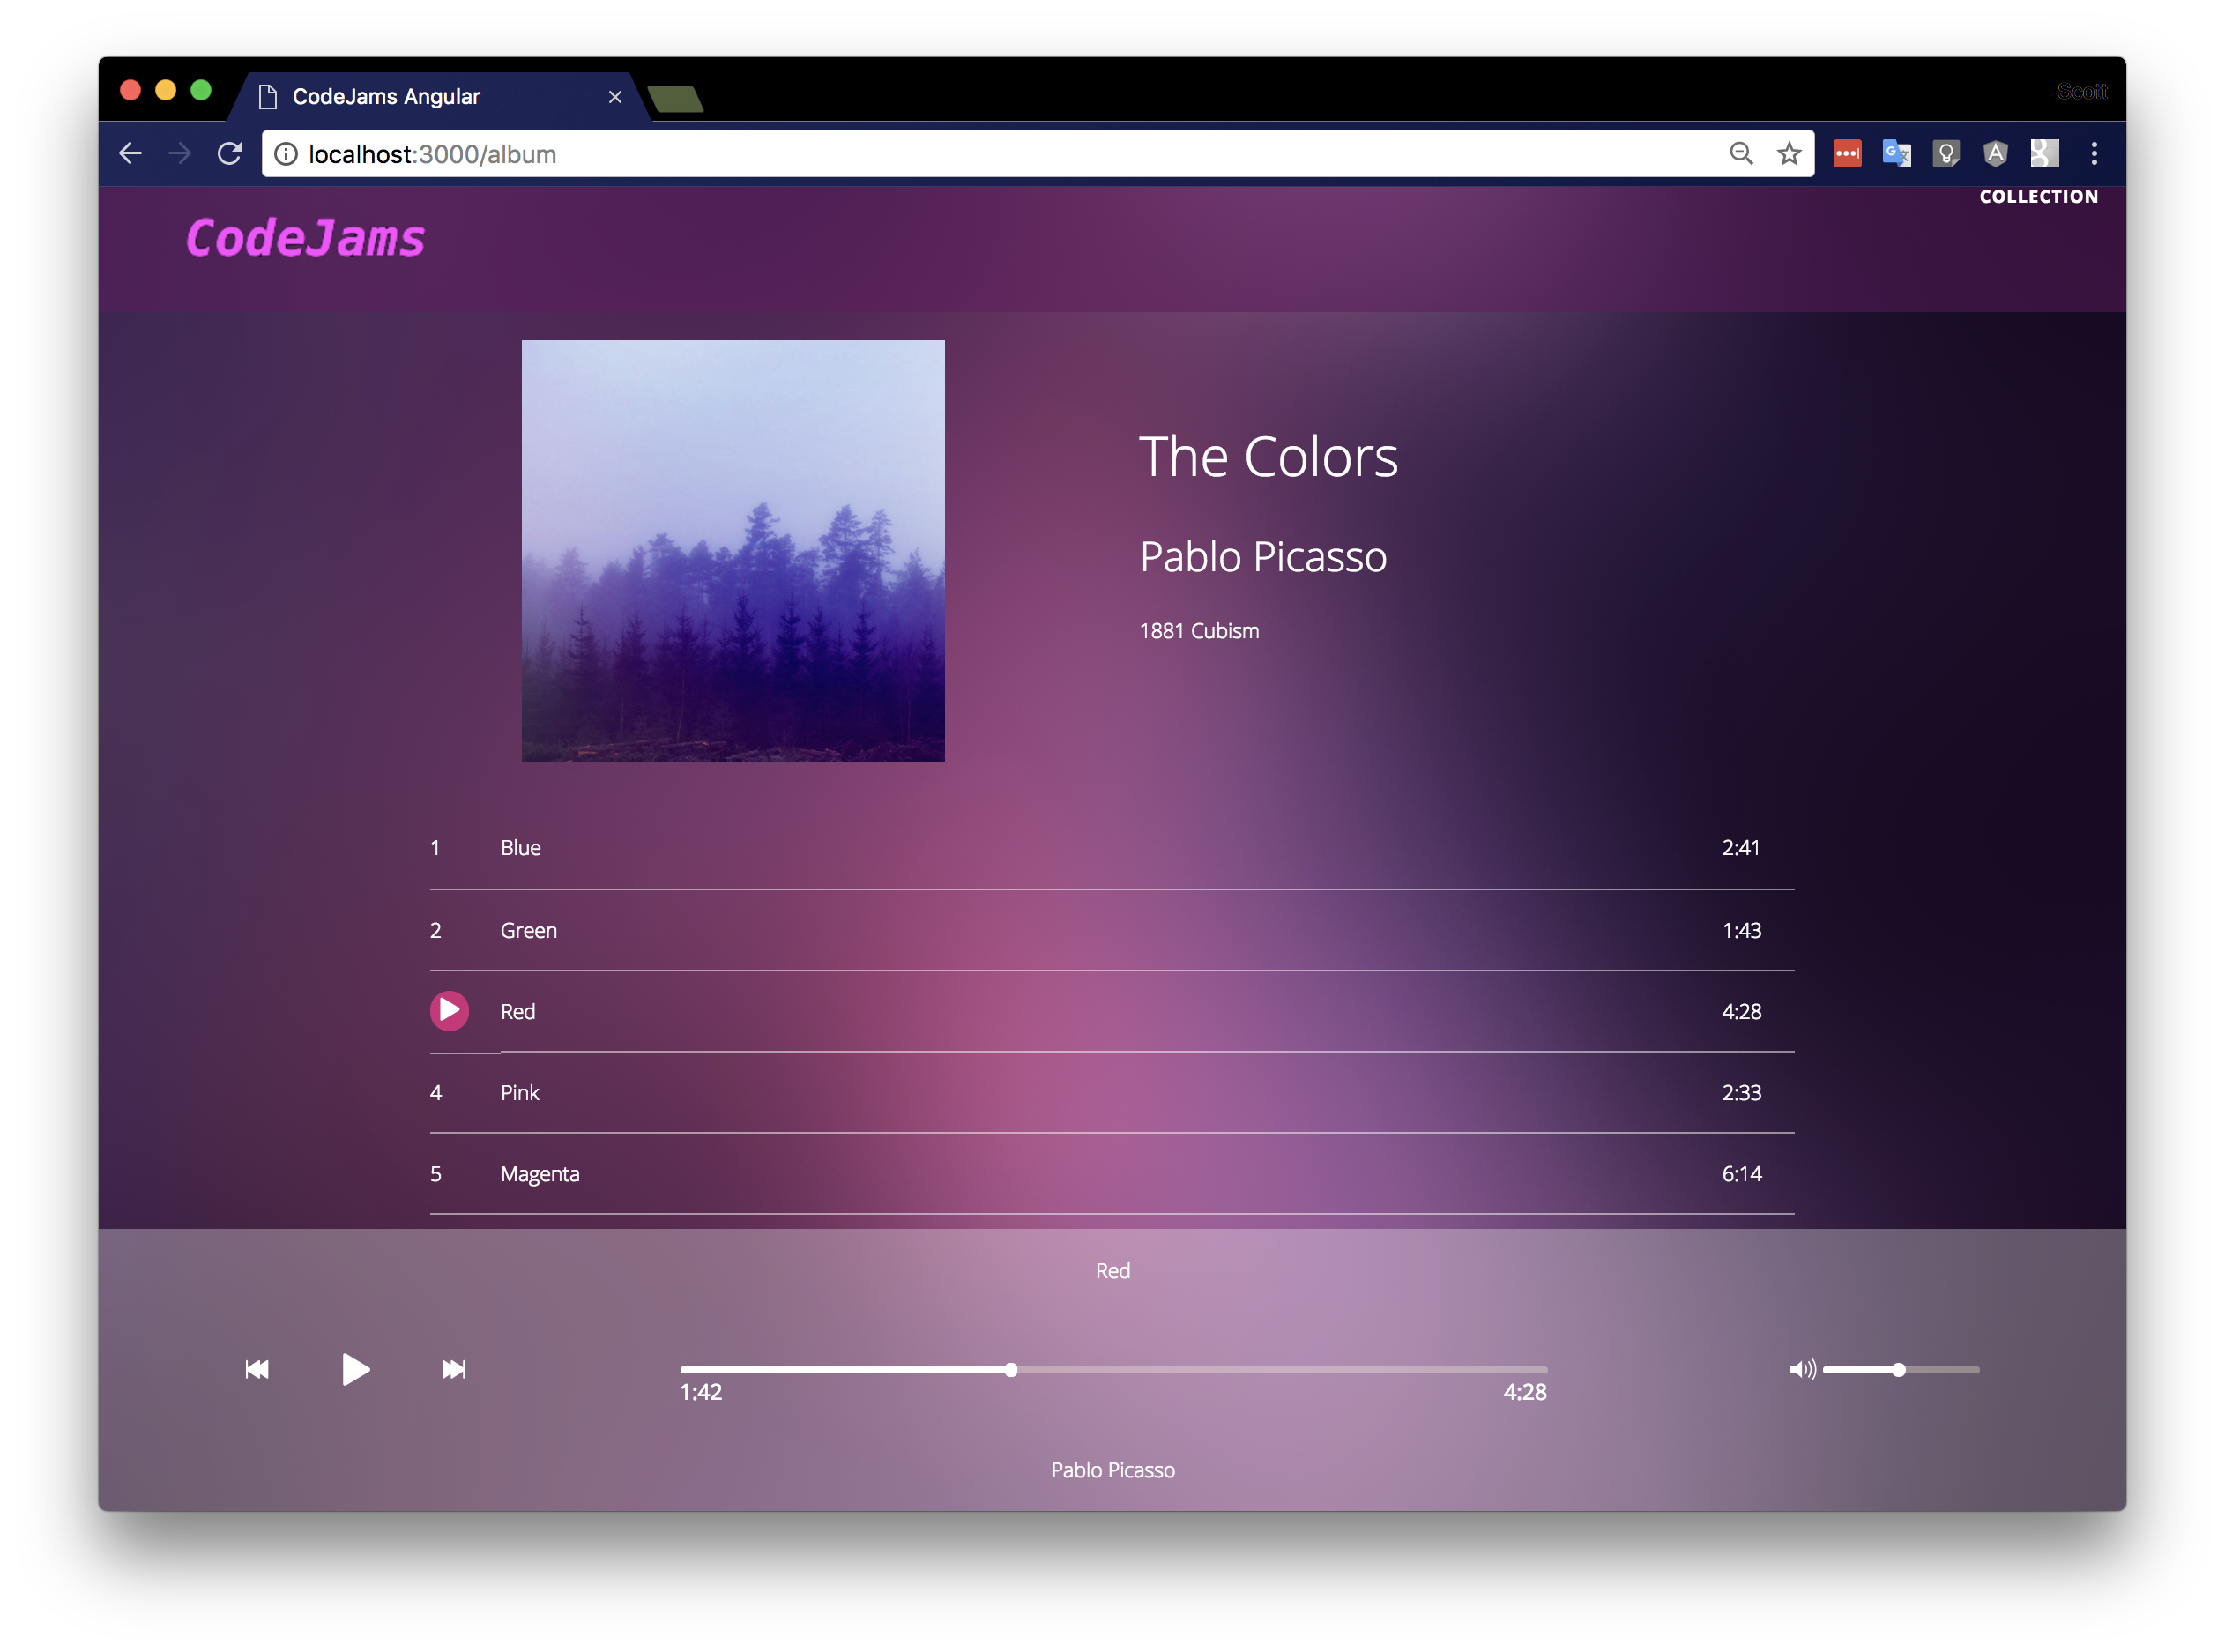 CodeJams Angular
Scott
localhost:3000/album
COLLECTION
CodeJams
The Colors
Pablo Picasso
1881 Cubism
1 Blue 2:41
2 Green 1:43
Red 4:28
4 Pink 2:33
5 Magenta 6:14
Red
1:42 4:28
Pablo Picasso